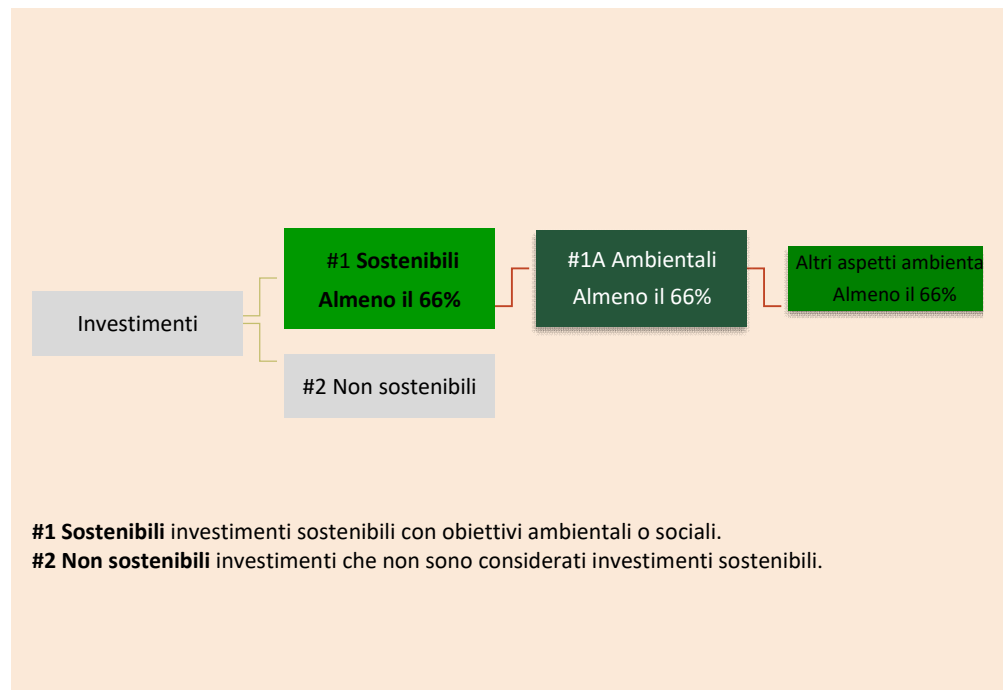 #1 Sostenibili
Almeno il 66%
#1A Ambientali
Almeno il 66%
Altri aspetti ambienta
Almeno il 66%
Investimenti
#2 Non sostenibili
#1 Sostenibili investimenti sostenibili con obiettivi ambientali o sociali.
#2 Non sostenibili investimenti che non sono considerati investimenti sostenibili.